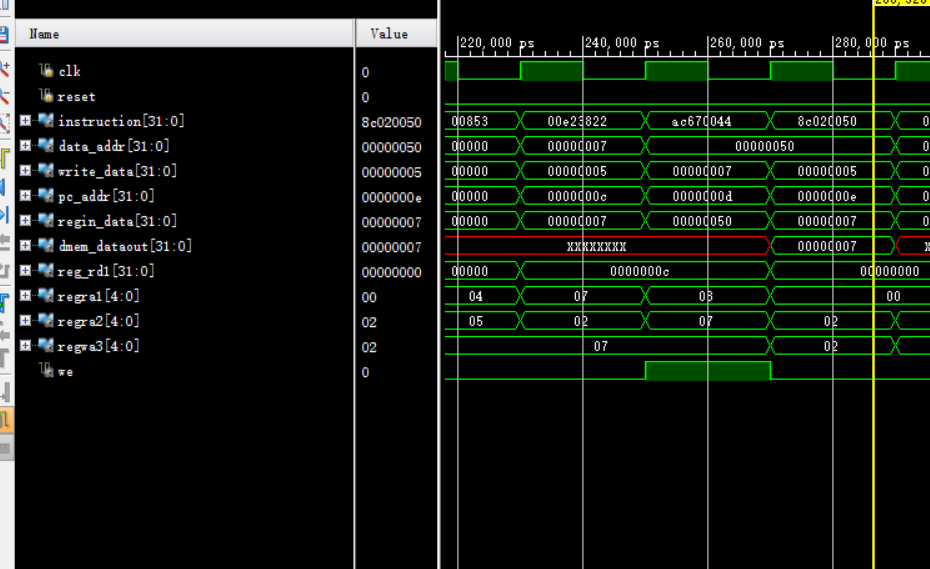 Name Value
220,000 ps 240,000 ps 260,000 ps 280,000 ps
clk 0
reset 0
instruction[31:0] 8c020050 00853 00e23822 ac670044 8c020050 0
data_addr[31:0] 00000050 00000 00000007 00000050 0
write_data[31:0] 00000005 00000 00000005 00000007 00000005 0
pc_addr[31:0] 0000000e 00000 0000000c 0000000d 0000000e 0
regin_data[31:0] 00000007 00000 00000007 00000050 00000007 0
dmem_dataout[31:0] 00000007 XXXXXXXX 00000007 X
reg_rd1[31:0] 00000000 00000 0000000c 00000000
regra1[4:0] 00 04 07 03 00
regra2[4:0] 02 05 02 07 02
regwa3[4:0] 02 07 02
we 0